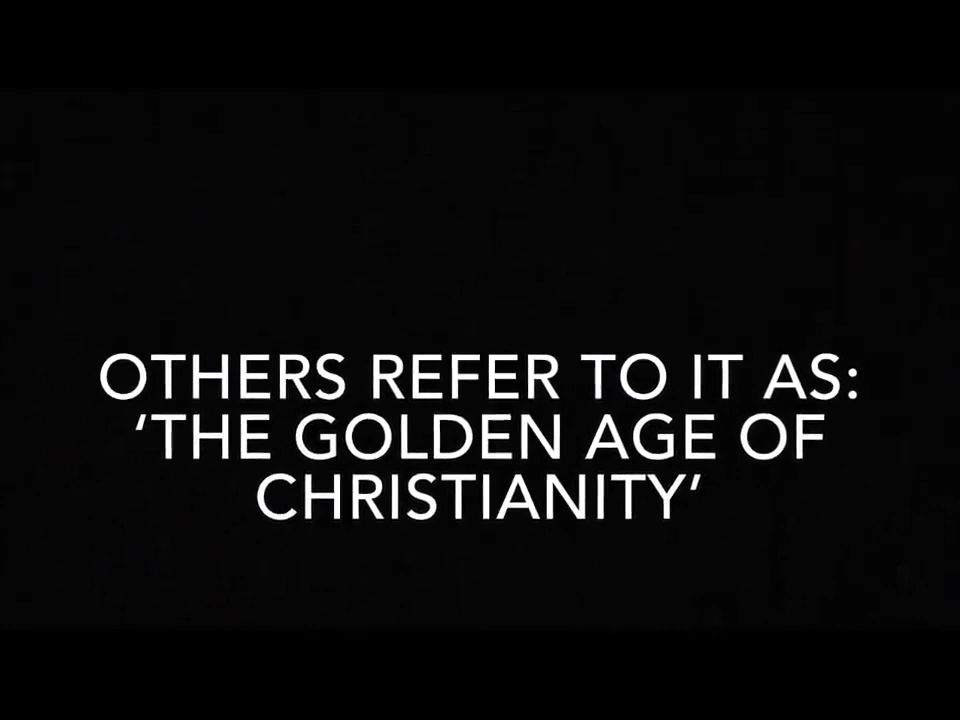 OTHERS REFER TO IT AS:
‘THE GOLDEN AGE OF
CHRISTIANITY’